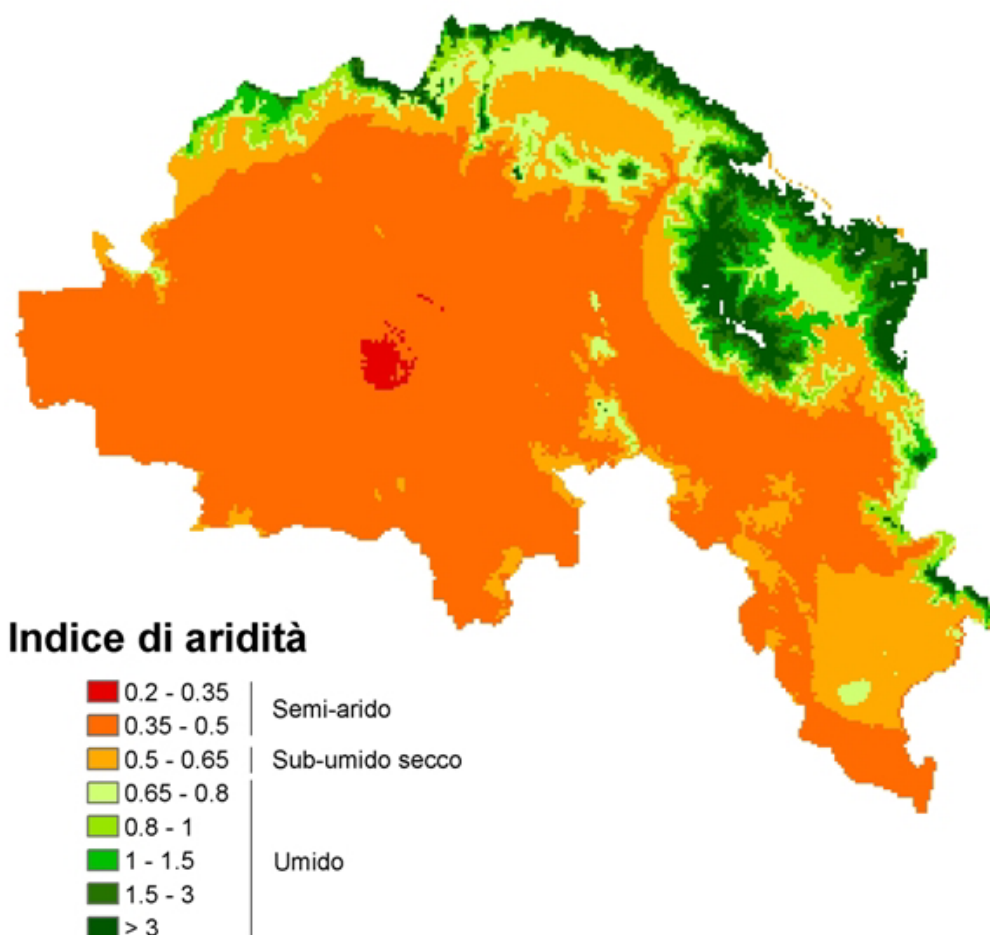 Indice di aridità
0.2 - 0.35
0.35 - 0.5
Semi-arido
0.5 - 0.65
Sub-umido secco
0.65 - 0.8
0.8 - 1
1 - 1.5
Umido
1.5 - 3
> 3